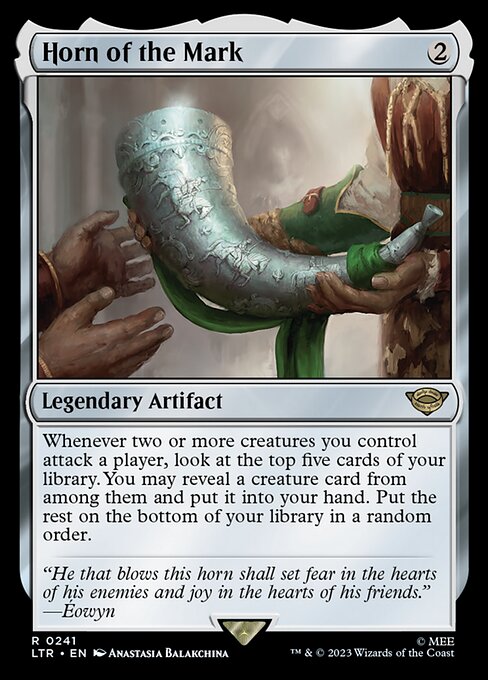 Horn of the Mark
2
Legendary Artifact
Whenever two or more creatures you control
attack a player, look at the top five cards of your
library. You may reveal a creature card from
among them and put it into your hand. Put the
rest on the bottom of your library in a random
order.
“He that blows this horn shall set fear in the hearts
of his enemies and joy in the hearts of his friends.”
—Éowyn
R 0241
LTR • EN Anastasia Balakchina
© MEE
™ & © 2023 Wizards of the Coast